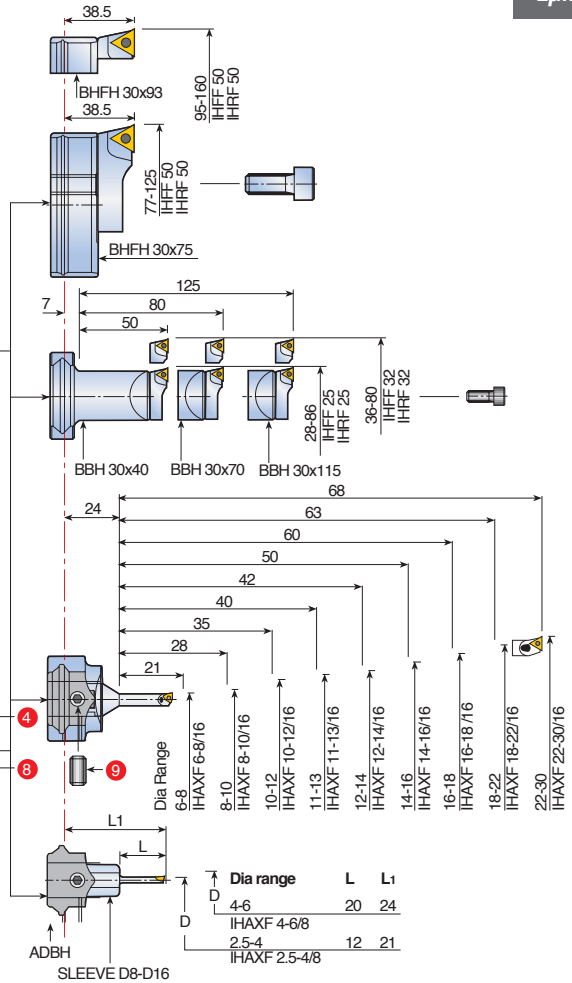 38.5
BHFH 30x93
95-160
IHFF 50
IHRF 50
38.5
77-125
IHFF 50
IHRF 50
BHFH 30x75
125
7
80
50
28-86
IHFF 25
IHRF 25
36-80
IHFF 32
IHRF 32
BBH 30x40
BBH 30x70
BBH 30x115
68
24
63
60
50
42
40
35
28
21
4
8
9
Dia Range
6-8
IHAXF 6-8/16
8-10
IHAXF 8-10/16
10-12
IHAXF 10-12/16
11-13
IHAXF 11-13/16
12-14
IHAXF 12-14/16
14-16
IHAXF 14-16/16
16-18
IHAXF 16-18 /16
18-22
IHAXF 18-22/16
22-30
IHAXF 22-30/16
L1
L
D
D
Dia range L L1
4-6 20 24
IHAXF 4-6/8
2.5-4 12 21
IHAXF 2.5-4/8
ADBH
SLEEVE D8-D16